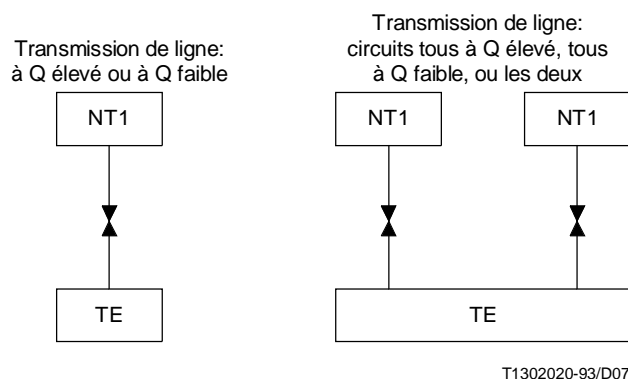 Transmission de ligne:
à Q élevé ou à Q faible
NT1
TE
Transmission de ligne:
circuits tous à Q élevé, tous
à Q faible, ou les deux
NT1
NT1
TE
T1302020-93/D07